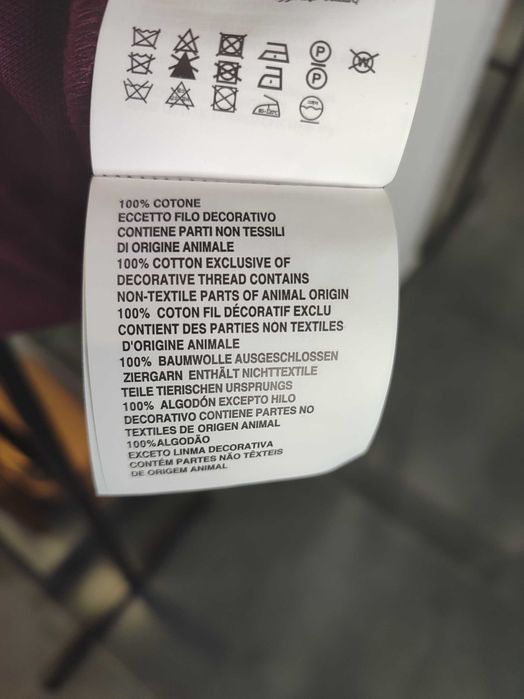 100% COTONE
ECCETTO FILO DECORATIVO
CONTIENE PARTI NON TESSILI
DI ORIGINE ANIMALE
100% COTTON EXCLUSIVE OF
DECORATIVE THREAD CONTAINS
NON-TEXTILE PARTS OF ANIMAL ORIGIN
100% COTON FIL DÉCORATIF EXCLU
CONTIENT DES PARTIES NON TEXTILES
D'ORIGINE ANIMALE
100% BAUMWOLLE AUSGESCHLOSSEN
ZIERGARN ENTHÄLT NICHTTEXTILE
TEILE TIERISCHEN URSPRUNGS
100% ALGODÓN EXCEPTO HILO
DECORATIVO CONTIENE PARTES NO
TEXTILES DE ORIGEN ANIMAL
100%ALGODÃO
EXCETO LINMA DECORATIVA
CONTÉM PARTES NÃO TÊXTEIS
DE ORIGEM ANIMAL